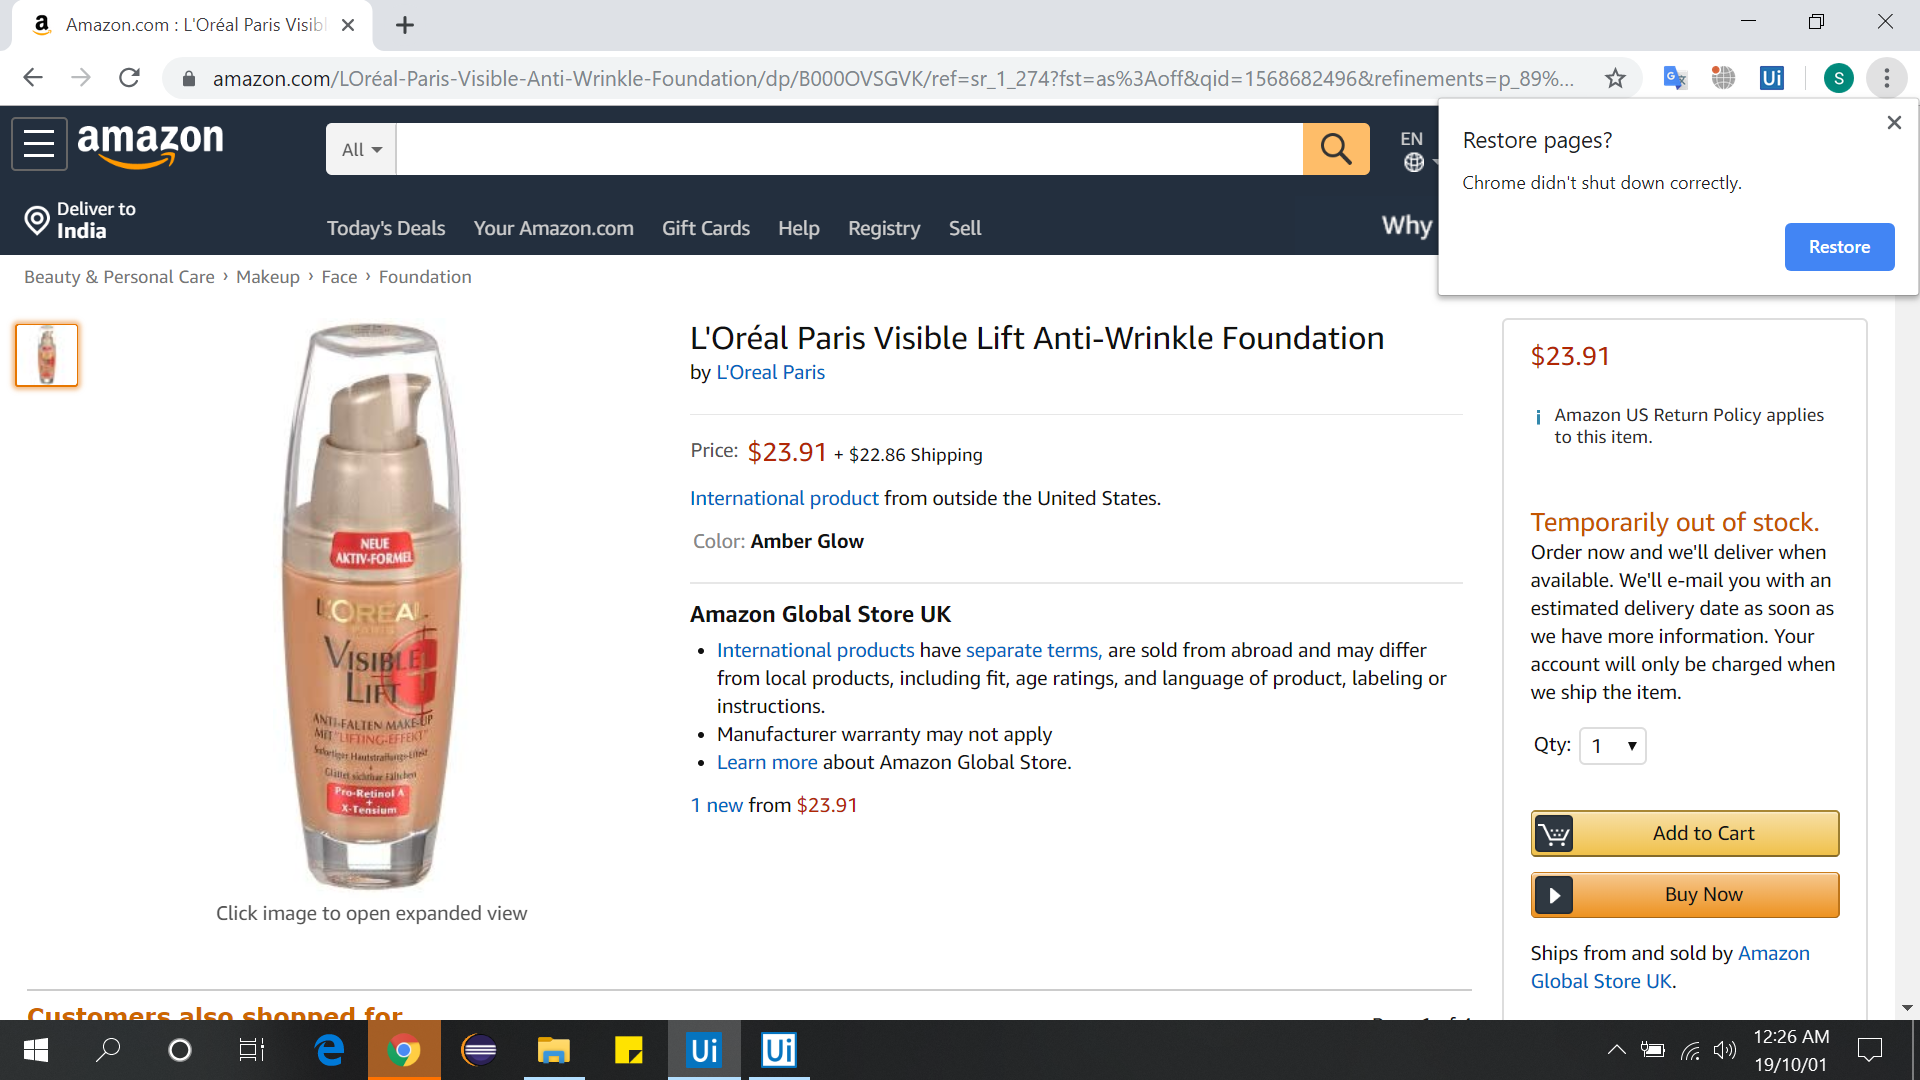 Amazon.com : L'Oréal Paris Visibl
amazon.com/LOréal-Paris-Visible-Anti-Wrinkle-Foundation/dp/B000OVSGVK/ref=sr_1_274?fst=as%3Aoff&qid=1568682496&refinements=p_89%...
Ui
S
Restore pages?
Chrome didn't shut down correctly.
Restore
amazon
All
EN
Deliver to
India
Today's Deals
Your Amazon.com
Gift Cards
Help
Registry
Sell
Why
Beauty & Personal Care › Makeup › Face › Foundation
L'Oréal Paris Visible Lift Anti-Wrinkle Foundation
by L'Oreal Paris
Price: $23.91 + $22.86 Shipping
International product from outside the United States.
Color: Amber Glow
Amazon Global Store UK
• International products have separate terms, are sold from abroad and may differ
from local products, including fit, age ratings, and language of product, labeling or
instructions.
• Manufacturer warranty may not apply
• Learn more about Amazon Global Store.
1 new from $23.91
NEUE
AKTIV-FORMEL
L'ORÉAL
PARIS
VISIBLE
LIFT
ANTI-FALTEN MAKE-UP
MIT "LIFTING-EFFEKT"
Sofortiger Hautstraffungs-Effekt
+
Glättet sichtbar Fältchen
Pro-Retinol A
+
X-Tensium
Click image to open expanded view
$23.91
Amazon US Return Policy applies
to this item.
Temporarily out of stock.
Order now and we'll deliver when
available. We'll e-mail you with an
estimated delivery date as soon as
we have more information. Your
account will only be charged when
we ship the item.
Qty: 1
Add to Cart
Buy Now
Ships from and sold by Amazon
Global Store UK.
Customers also shopped for
Ui
Ui
12:26 AM
19/10/01